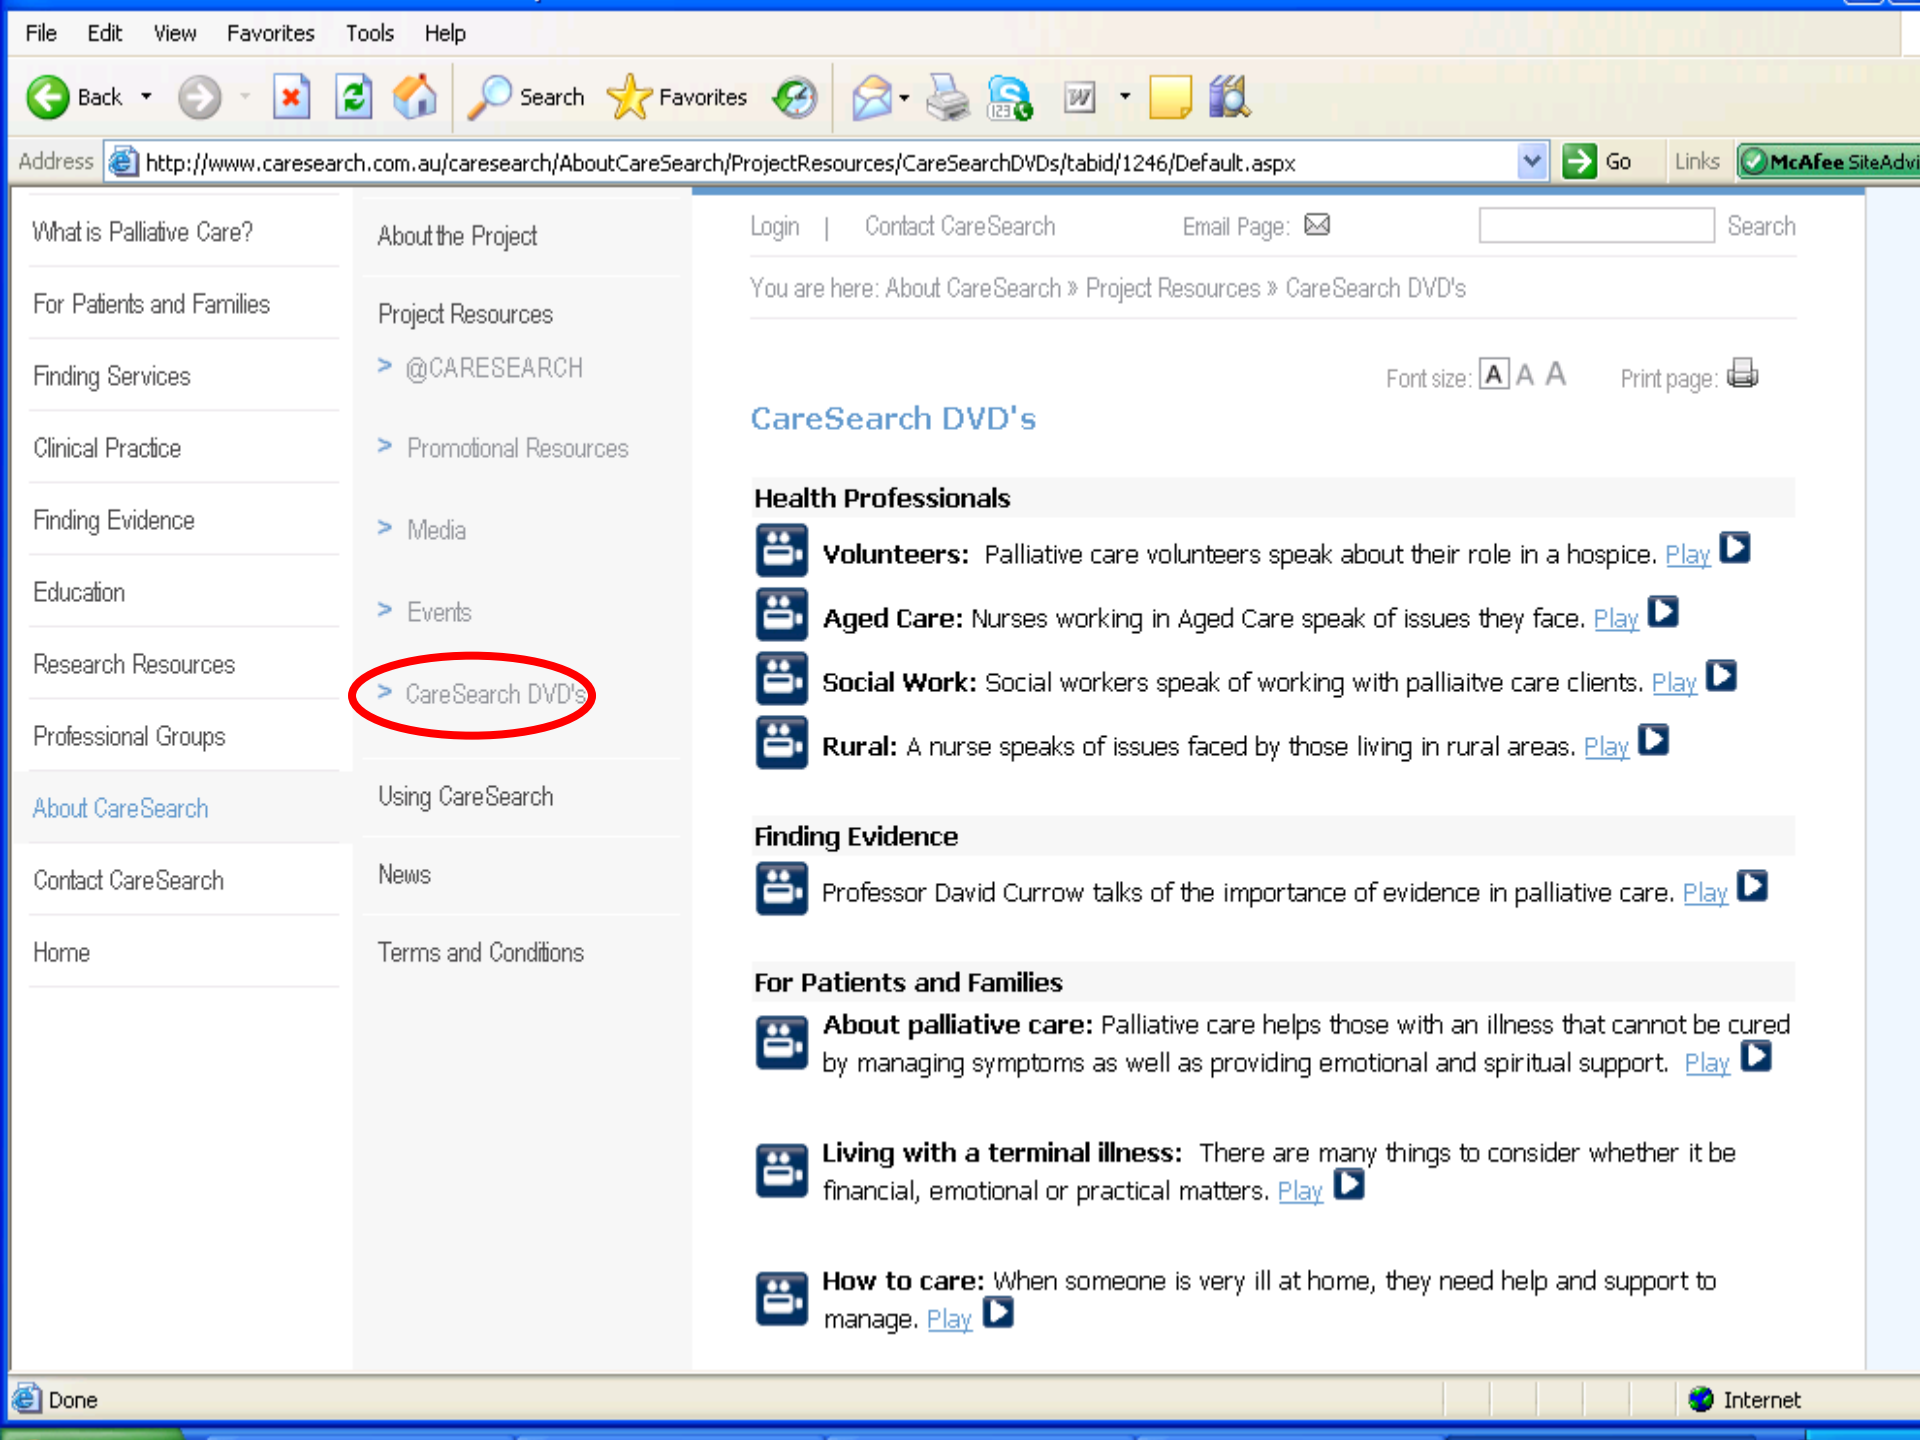 File Edit View Favorites Tools Help
Back Search Favorites
Address http://www.caresearch.com.au/caresearch/AboutCareSearch/ProjectResources/CareSearchDVDs/tabid/1246/Default.aspx Go Links McAfee SiteAdvi
What is Palliative Care?
For Patients and Families
Finding Services
Clinical Practice
Finding Evidence
Education
Research Resources
Professional Groups
About CareSearch
Contact CareSearch
Home
About the Project
Project Resources
> @CARESEARCH
> Promotional Resources
> Media
> Events
> CareSearch DVD's
Using CareSearch
News
Terms and Conditions
Login | Contact CareSearch Email Page: Search
You are here: About CareSearch » Project Resources » CareSearch DVD's
Font size: A A A Print page:
CareSearch DVD's
Health Professionals
Volunteers: Palliative care volunteers speak about their role in a hospice. Play
Aged Care: Nurses working in Aged Care speak of issues they face. Play
Social Work: Social workers speak of working with palliaitve care clients. Play
Rural: A nurse speaks of issues faced by those living in rural areas. Play
Finding Evidence
Professor David Currow talks of the importance of evidence in palliative care. Play
For Patients and Families
About palliative care: Palliative care helps those with an illness that cannot be cured
by managing symptoms as well as providing emotional and spiritual support. Play
Living with a terminal illness: There are many things to consider whether it be
financial, emotional or practical matters. Play
How to care: When someone is very ill at home, they need help and support to
manage. Play
Done Internet